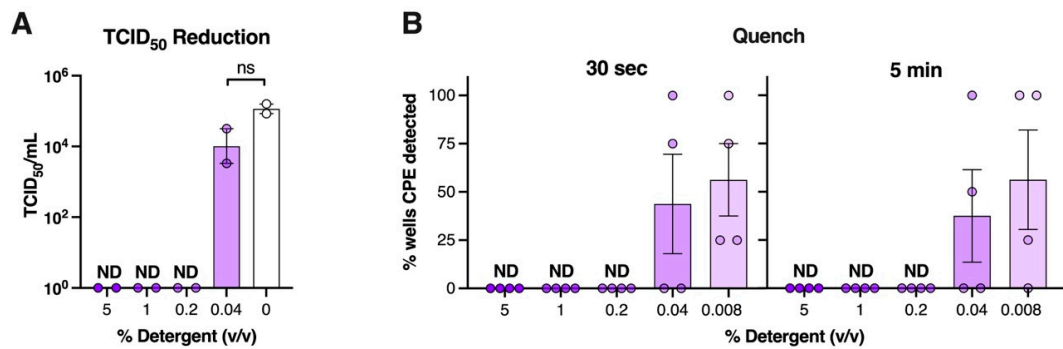 A
TCID50 Reduction
ns
10^6
10^4
10^2
10^0
TCID50/mL
ND ND ND
5 1 0.2 0.04 0
% Detergent (v/v)
B
Quench
30 sec 5 min
100
75
50
25
0
% wells CPE detected
ND ND ND ND ND ND
5 1 0.2 0.04 0.008 5 1 0.2 0.04 0.008
% Detergent (v/v)